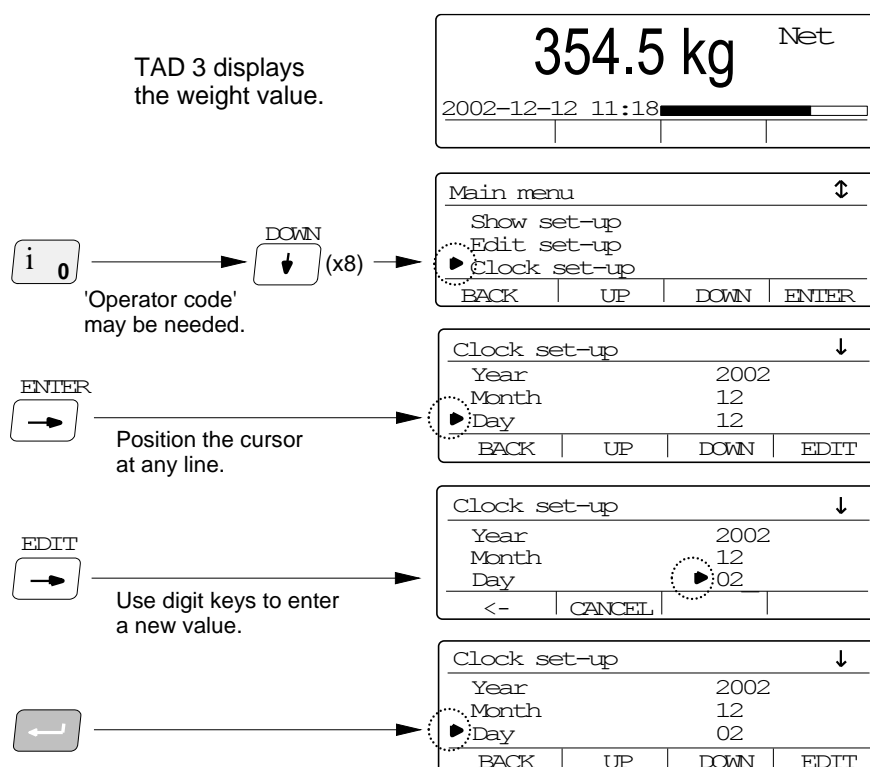 TAD 3 displays
the weight value.
354.5 kg Net
2002-12-12 11:18
i 0
'Operator code'
may be needed.
DOWN
(x8)
Main menu ↕
Show set-up
Edit set-up
Clock set-up
BACK UP DOWN ENTER
ENTER
Position the cursor
at any line.
Clock set-up ↓
Year 2002
Month 12
Day 12
BACK UP DOWN EDIT
EDIT
Use digit keys to enter
a new value.
Clock set-up ↓
Year 2002
Month 12
Day 02_
<- CANCEL
Clock set-up ↓
Year 2002
Month 12
Day 02
BACK UP DOWN EDIT